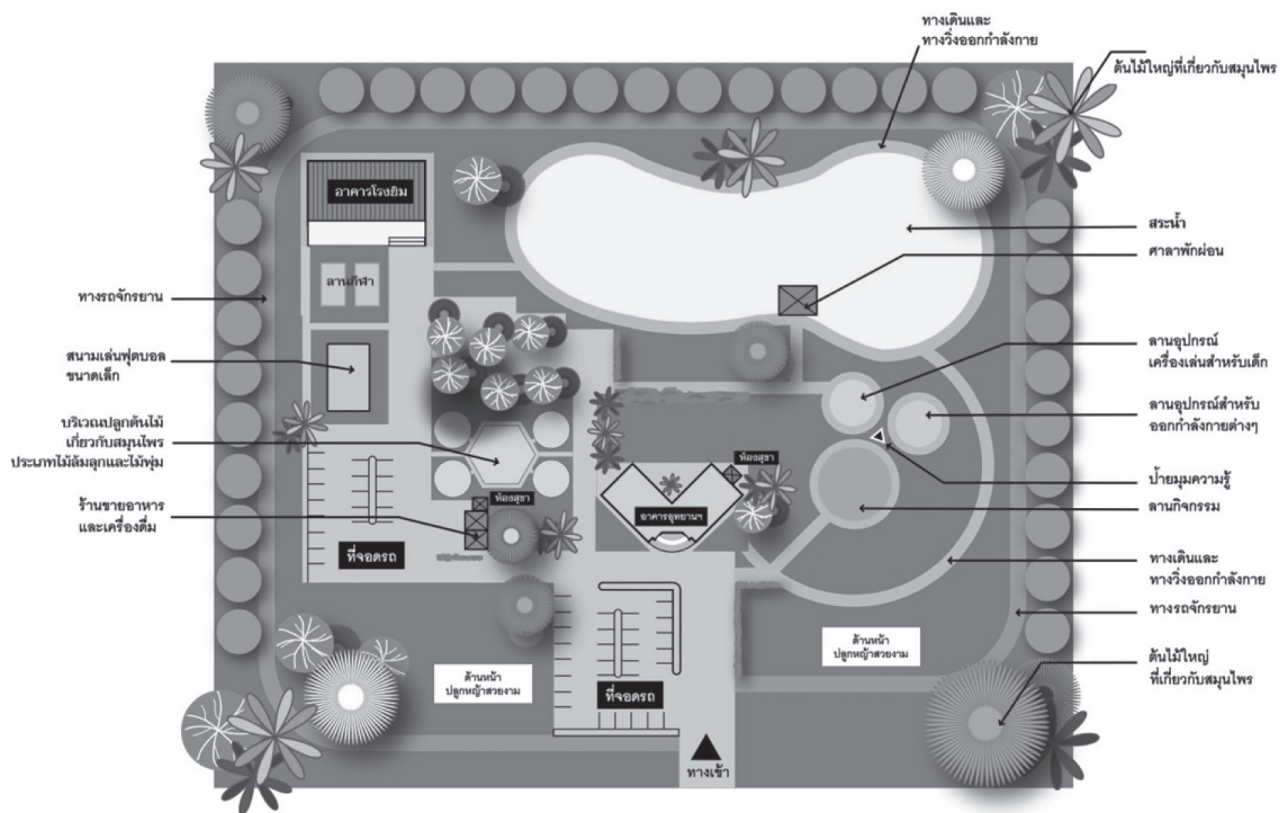 ทางเดินและ
ทางวิ่งออกกำลังกาย
ต้นไม้ใหญ่ที่เกี่ยวกับสมุนไพร
อาคารโรงยิม
สระน้ำ
ศาลาพักผ่อน
ลานกีฬา
ทางรถจักรยาน
สนามเล่นฟุตบอล
ขนาดเล็ก
ลานอุปกรณ์
เครื่องเล่นสำหรับเด็ก
ลานอุปกรณ์สำหรับ
ออกกำลังกายต่างๆ
บริเวณปลูกต้นไม้
เกี่ยวกับสมุนไพร
ประเภทไม้ล้มลุกและไม้พุ่ม
ห้องสุขา
ป้ายมุมความรู้
ร้านขายอาหาร
และเครื่องดื่ม
ห้องสุขา
อาคารอุทยานฯ
ลานกิจกรรม
ที่จอดรถ
ทางเดินและ
ทางวิ่งออกกำลังกาย
ทางรถจักรยาน
ด้านหน้า
ปลูกหญ้าสวยงาม
ด้านหน้า
ปลูกหญ้าสวยงาม
ต้นไม้ใหญ่
ที่เกี่ยวกับสมุนไพร
ที่จอดรถ
ทางเข้า